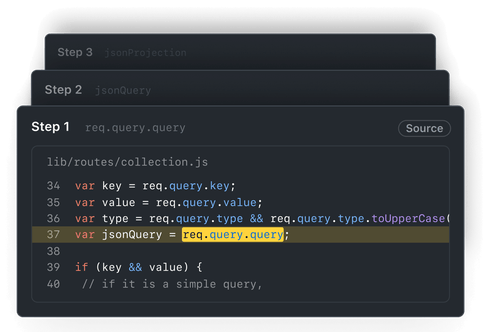 Step 3 jsonProjection
Step 2 jsonQuery
Step 1 req.query.query Source
lib/routes/collection.js
34 var key = req.query.key;
35 var value = req.query.value;
36 var type = req.query.type && req.query.type.toUpperCase(
37 var jsonQuery = req.query.query;
38
39 if (key && value) {
40 // if it is a simple query,